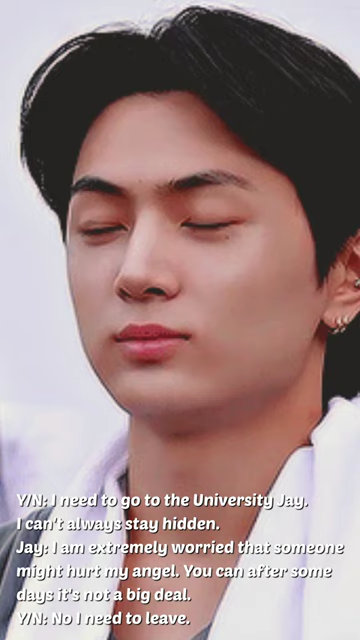 Y/N: I need to go to the University Jay.
I can't always stay hidden.
Jay: I am extremely worried that someone
might hurt my angel. You can after some
days it's not a big deal.
Y/N: No I need to leave.